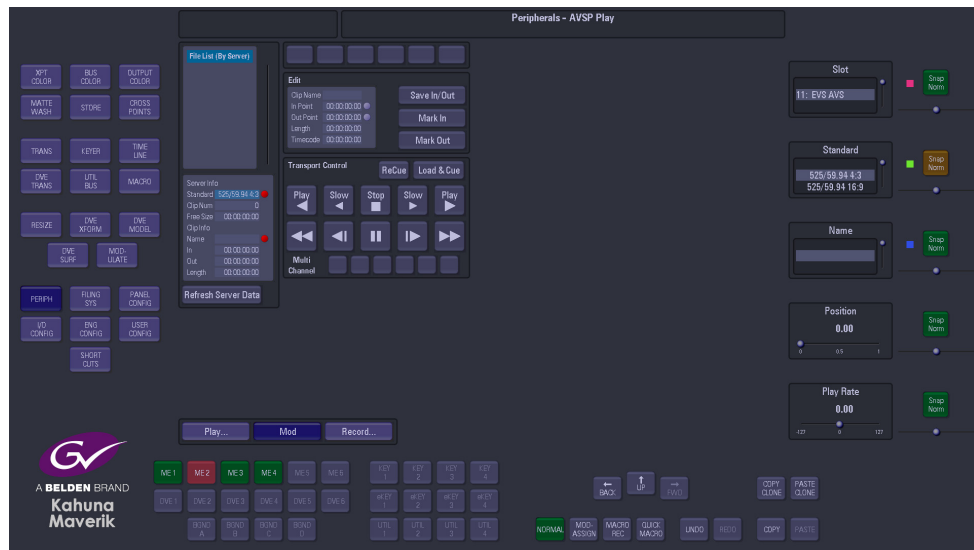 Peripherals - AVSP Play
XPT
COLOR
BUS
COLOR
OUTPUT
COLOR
MATTE
WASH
STORE
CROSS
POINTS
TRANS
KEYER
TIME
LINE
DVE
TRANS
UTIL
BUS
MACRO
RESIZE
DVE
XFORM
DVE
MODEL
DVE
SURF
MOD-
ULATE
PERIPH
FILING
SYS
PANEL
CONFIG
I/O
CONFIG
ENG
CONFIG
USER
CONFIG
SHORT
CUTS
File List (By Server)
Server Info
Standard 525/59.94 4:3
Clip Num 0
Free Size 00:00:00:00
Clip Info
Name
In 00:00:00:00
Out 00:00:00:00
Length 00:00:00:00
Refresh Server Data
Edit
Clip Name
In Point 00:00:00:00
Out Point 00:00:00:00
Length 00:00:00:00
Timecode 00:00:00:00
Save In/Out
Mark In
Mark Out
Transport Control
ReCue
Load & Cue
Play
Slow
Stop
Slow
Play
Multi
Channel
Slot
11: EVS AVS
Snap
Norm
Standard
525/59.94 4:3
525/59.94 16:9
Snap
Norm
Name
Snap
Norm
Position
0.00
0 0.5 1
Snap
Norm
Play Rate
0.00
-127 0 127
Snap
Norm
Play...
Mod
Record...
GV
A BELDEN BRAND
Kahuna
Maverik
ME 1 ME 2 ME 3 ME 4 ME 5 ME 6
DVE 1 DVE 2 DVE 3 DVE 4 DVE 5 DVE 6
BGND
A
BGND
B
BGND
C
BGND
D
KEY
1
KEY
2
KEY
3
KEY
4
eKEY
1
eKEY
2
eKEY
3
eKEY
4
UTIL
1
UTIL
2
UTIL
3
UTIL
4
BACK
UP
FWD
COPY
CLONE
PASTE
CLONE
NORMAL
MOD-
ASSIGN
MACRO
REC
QUICK
MACRO
UNDO
REDO
COPY
PASTE